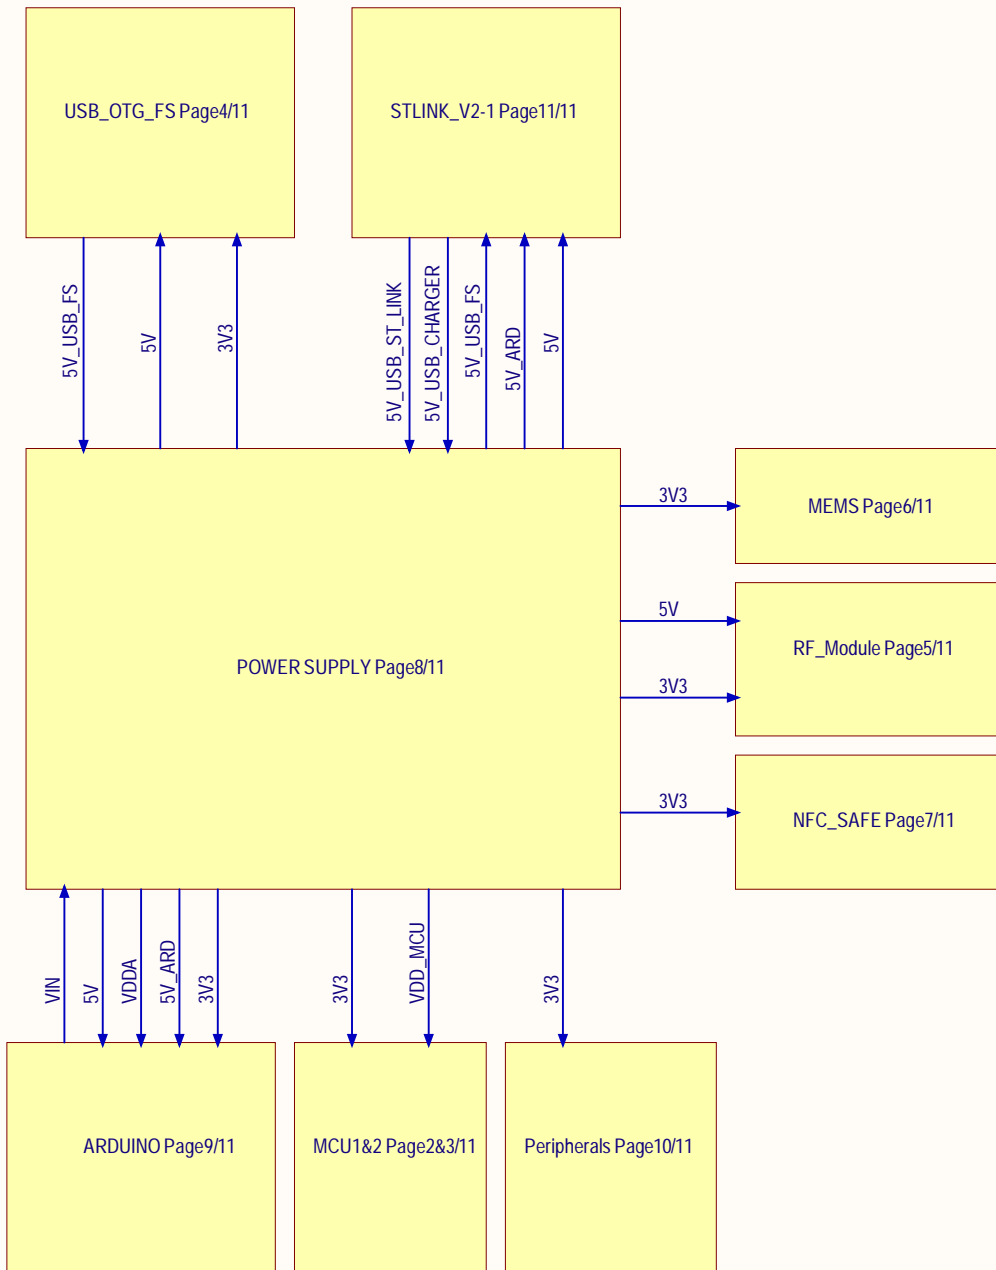 USB_OTG_FS Page4/11
STLINK_V2-1 Page11/11
5V_USB_FS
5V
3V3
5V_USB_ST_LINK
5V_USB_CHARGER
5V_USB_FS
5V_ARD
5V
3V3
MEMS Page6/11
5V
RF_Module Page5/11
POWER SUPPLY Page8/11
3V3
3V3
NFC_SAFE Page7/11
VIN
5V
VDDA
5V_ARD
3V3
3V3
VDD_MCU
3V3
ARDUINO Page9/11
MCU1&2 Page2&3/11
Peripherals Page10/11